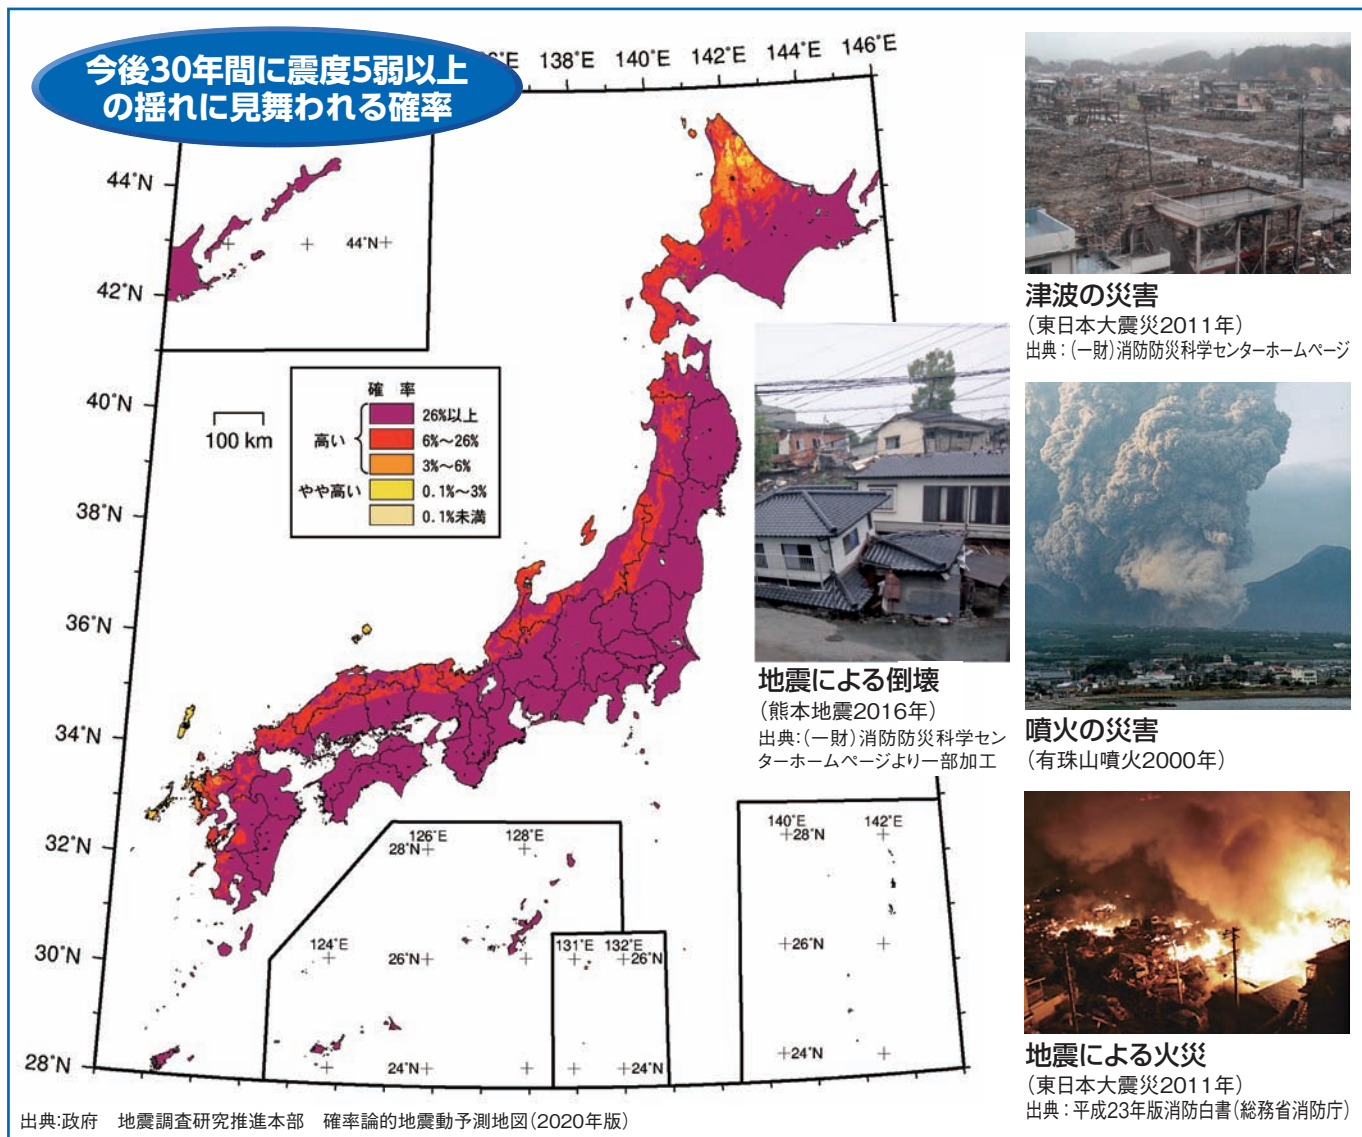 今後30年間に震度5弱以上
の揺れに見舞われる確率
138°E 140°E 142°E 144°E 146°E
44°N
42°N
40°N
38°N
36°N
34°N
32°N
30°N
28°N
44°N
100 km
確 率
高い
26%以上
6%～26%
3%～6%
やや高い
0.1%～3%
0.1%未満
126°E 128°E
28°N
124°E
26°N
24°N
131°E 132°E
26°N
24°N
140°E 142°E
28°N
26°N
24°N
出典:政府 地震調査研究推進本部 確率論的地震動予測地図(2020年版)
地震による倒壊
(熊本地震2016年)
出典:(一財)消防防災科学セン
ターホームページより一部加工
津波の災害
(東日本大震災2011年)
出典:(一財)消防防災科学センターホームページ
噴火の災害
(有珠山噴火2000年)
地震による火災
(東日本大震災2011年)
出典:平成23年版消防白書(総務省消防庁)